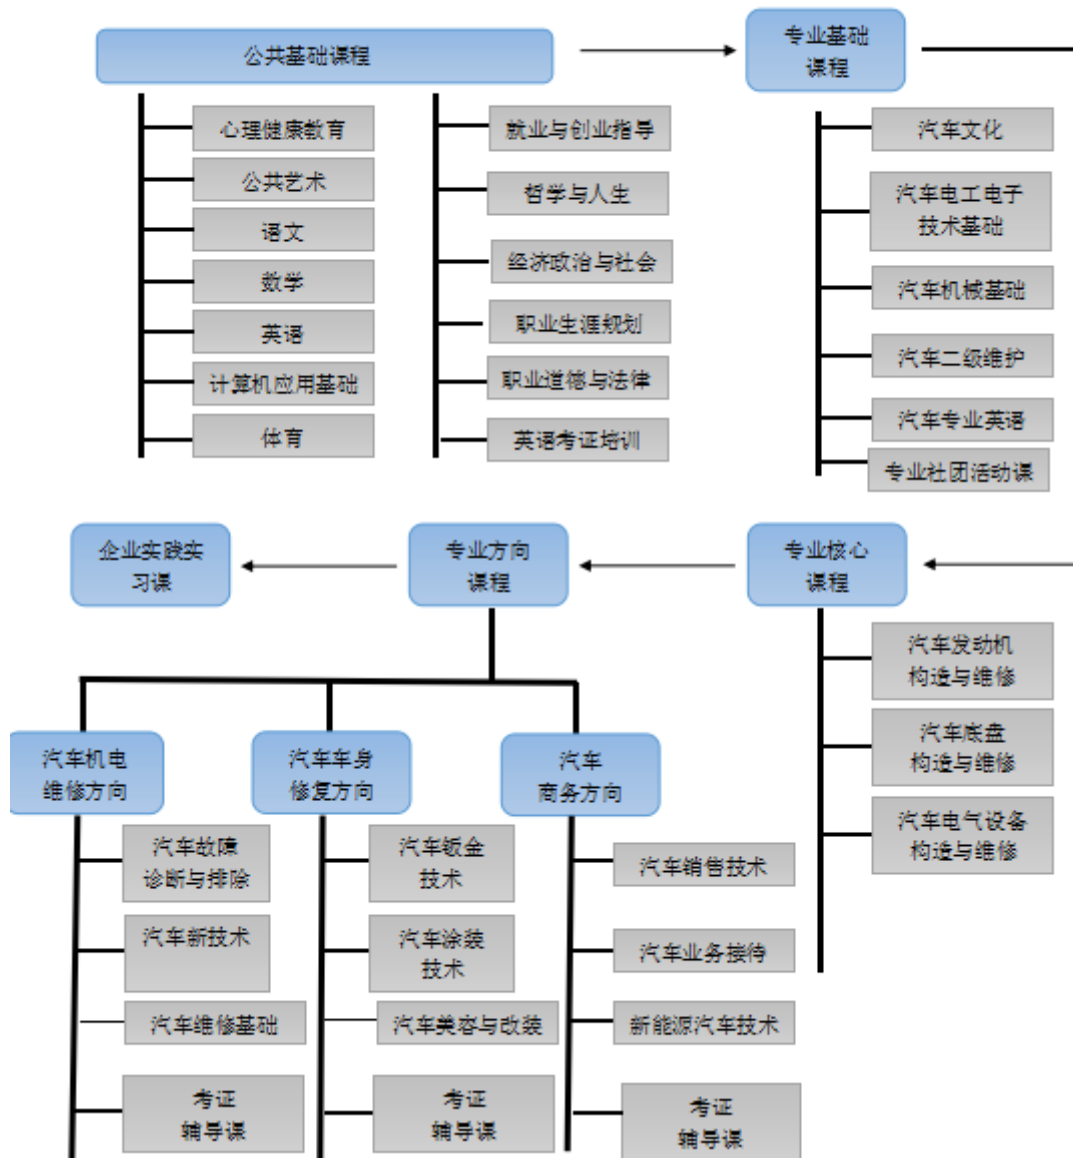 公共基础课程
专业基础
课程
心理健康教育
公共艺术
语文
数学
英语
计算机应用基础
体育
就业与创业指导
哲学与人生
经济政治与社会
职业生涯规划
职业道德与法律
英语考证培训
汽车文化
汽车电工电子
技术基础
汽车机械基础
汽车二级维护
汽车专业英语
专业社团活动课
企业实践实
习课
专业方向
课程
专业核心
课程
汽车发动机
构造与维修
汽车底盘
构造与维修
汽车电气设备
构造与维修
汽车机电
维修方向
汽车故障
诊断与排除
汽车新技术
汽车维修基础
考证
辅导课
汽车车身
修复方向
汽车钣金
技术
汽车涂装
技术
汽车美容与改装
考证
辅导课
汽车
商务方向
汽车销售技术
汽车业务接待
新能源汽车技术
考证
辅导课